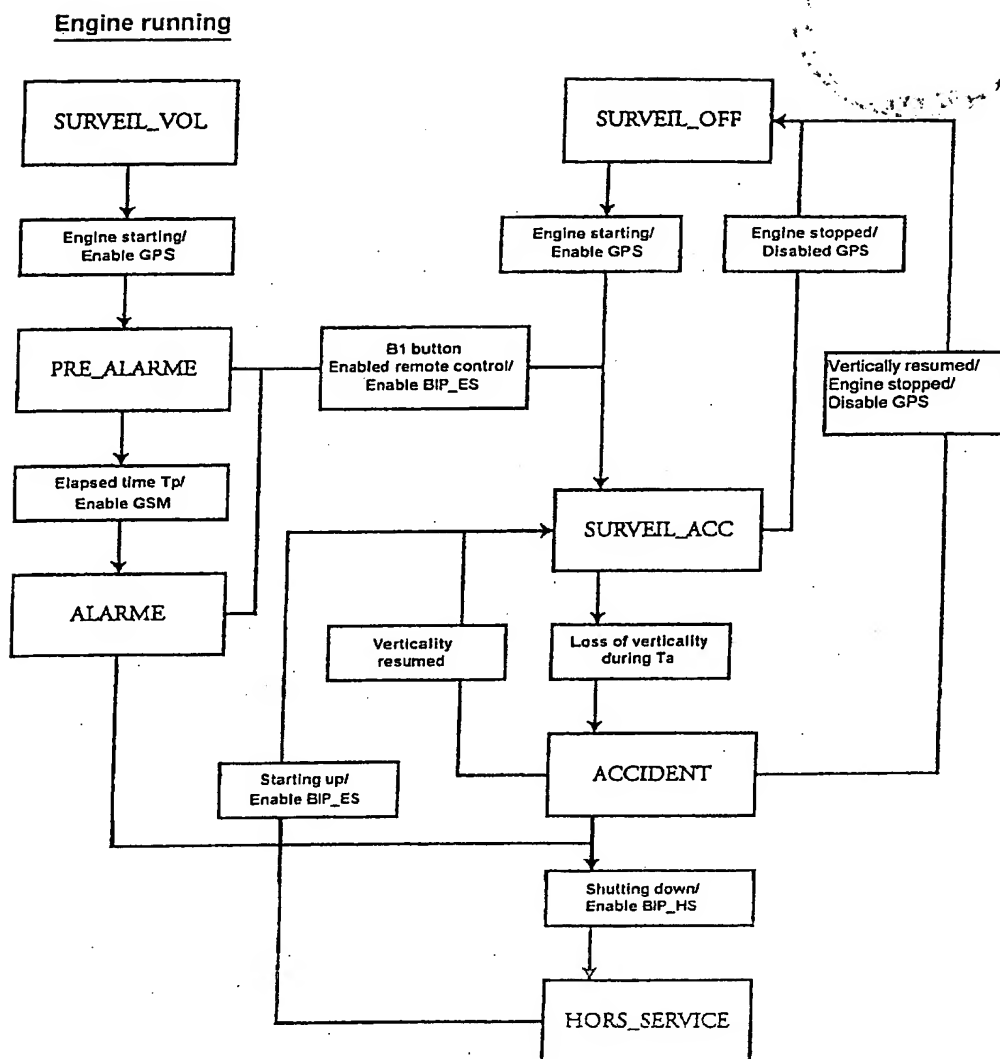 Engine running
SURVEIL_VOL
SURVEIL_OFF
Engine starting/
Enable GPS
Engine starting/
Enable GPS
Engine stopped/
Disabled GPS
PRE_ALARME
B1 button
Enabled remote control/
Enable BIP_ES
Vertically resumed/
Engine stopped/
Disable GPS
Elapsed time Tp/
Enable GSM
SURVEIL_ACC
ALARME
Verticality
resumed
Loss of verticality
during Ta
ACCIDENT
Starting up/
Enable BIP_ES
Shutting down/
Enable BIP_HS
HORS_SERVICE